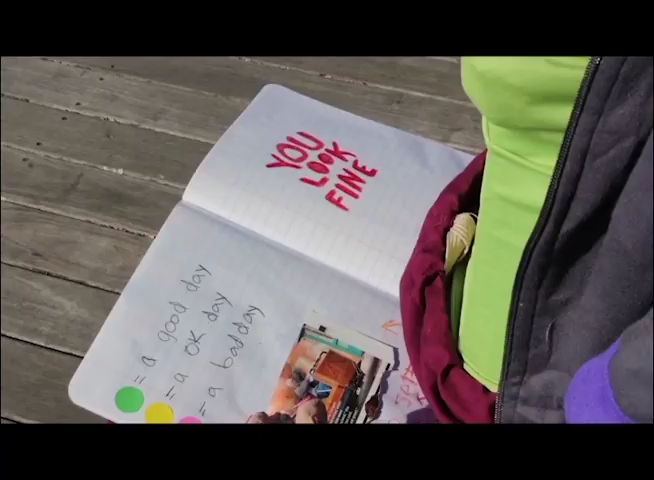 YOU
LOOK
FINE
= a good day
= a OK day
= a bad day